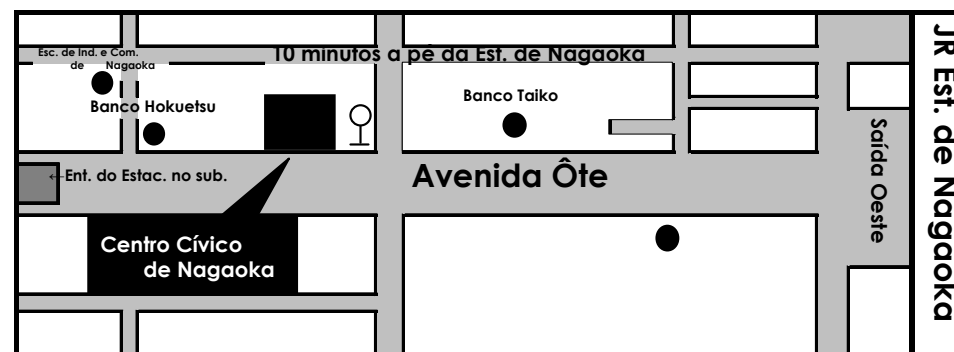 10 minutos a pé da Est. de Nagaoka
Esc. de Ind. e Com.
de Nagaoka
Banco Hokuetsu
Banco Taiko
←Ent. do Estac. no sub.
Avenida Ôte
Centro Cívico
de Nagaoka
Saída Oeste
JR Est. de Nagaoka